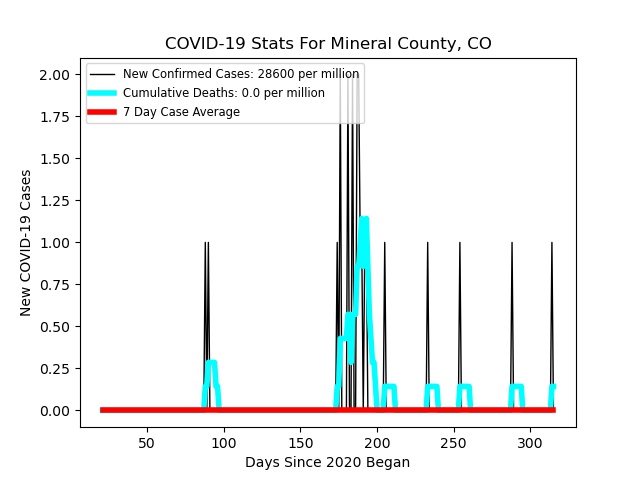 COVID-19 Stats For Mineral County, CO
New Confirmed Cases: 28600 per million
Cumulative Deaths: 0.0 per million
7 Day Case Average
New COVID-19 Cases
2.00
1.75
1.50
1.25
1.00
0.75
0.50
0.25
0.00
50 100 150 200 250 300
Days Since 2020 Began